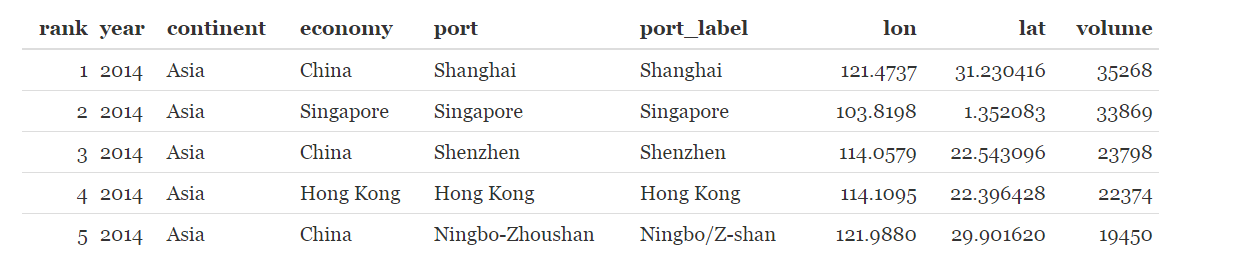 rank year continent economy port port_label lon lat volume
1 2014 Asia China Shanghai Shanghai 121.4737 31.230416 35268
2 2014 Asia Singapore Singapore Singapore 103.8198 1.352083 33869
3 2014 Asia China Shenzhen Shenzhen 114.0579 22.543096 23798
4 2014 Asia Hong Kong Hong Kong Hong Kong 114.1095 22.396428 22374
5 2014 Asia China Ningbo-Zhoushan Ningbo/Z-shan 121.9880 29.901620 19450